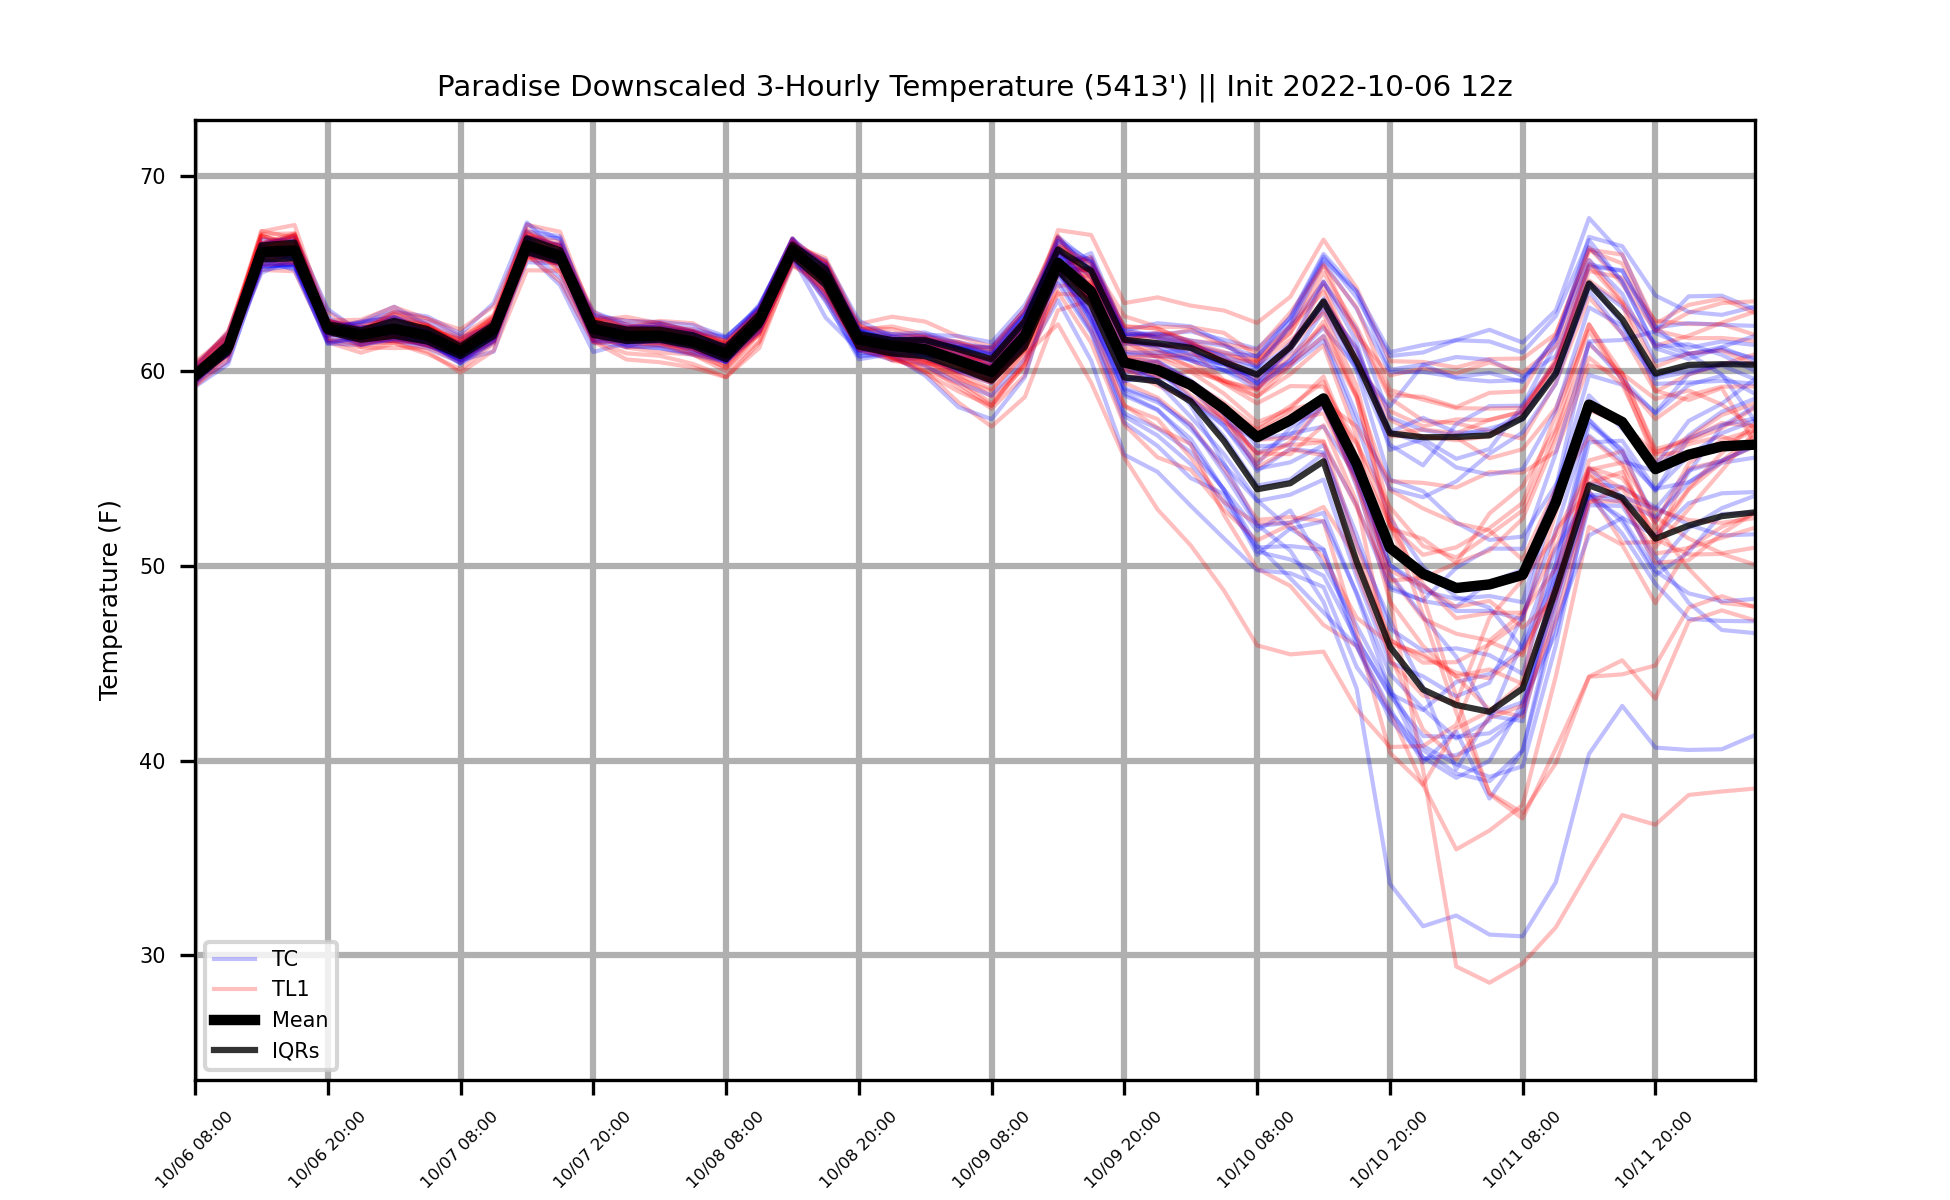 Paradise Downscaled 3-Hourly Temperature (5413') || Init 2022-10-06 12z
Temperature (F)
70
60
50
40
30
TC
TL1
Mean
IQRs
10/06 08:00
10/06 20:00
10/07 08:00
10/07 20:00
10/08 08:00
10/08 20:00
10/09 08:00
10/09 20:00
10/10 08:00
10/10 20:00
10/11 08:00
10/11 20:00